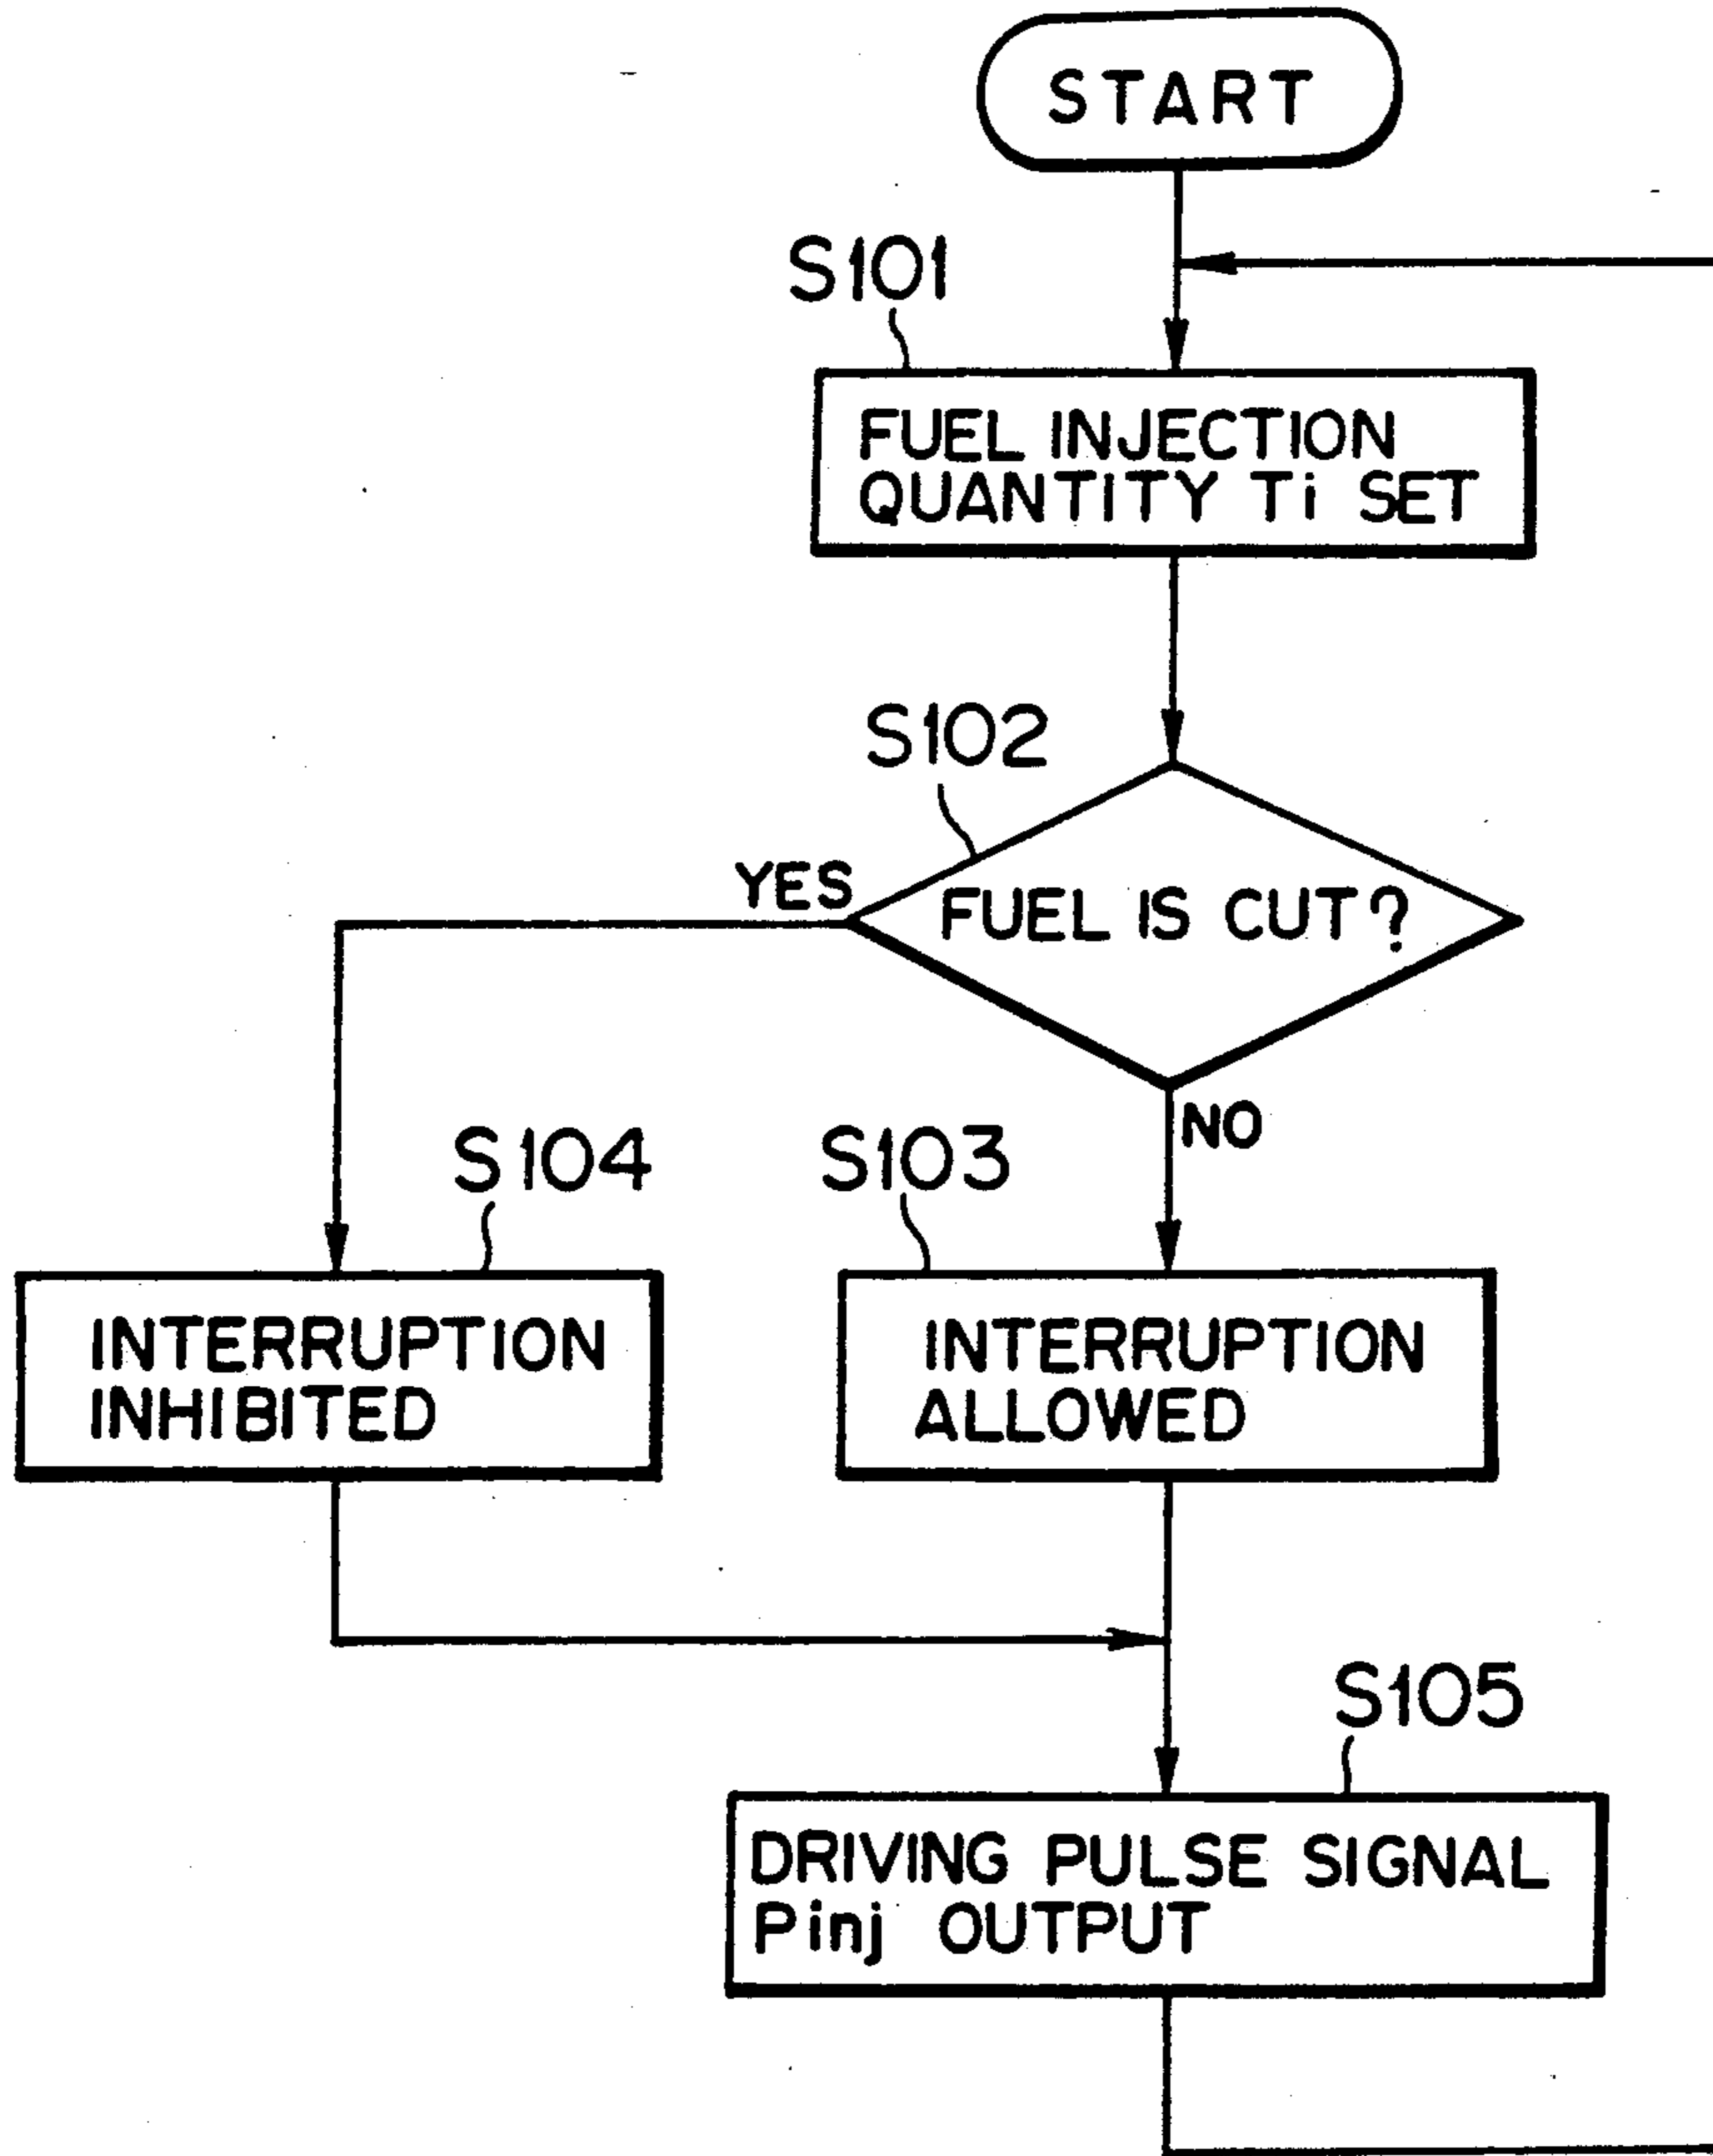 START
S101
FUEL INJECTION
QUANTITY Ti SET
S102
YES
FUEL IS CUT?
NO
S104
S103
INTERRUPTION
INHIBITED
INTERRUPTION
ALLOWED
S105
DRIVING PULSE SIGNAL
Pinj OUTPUT